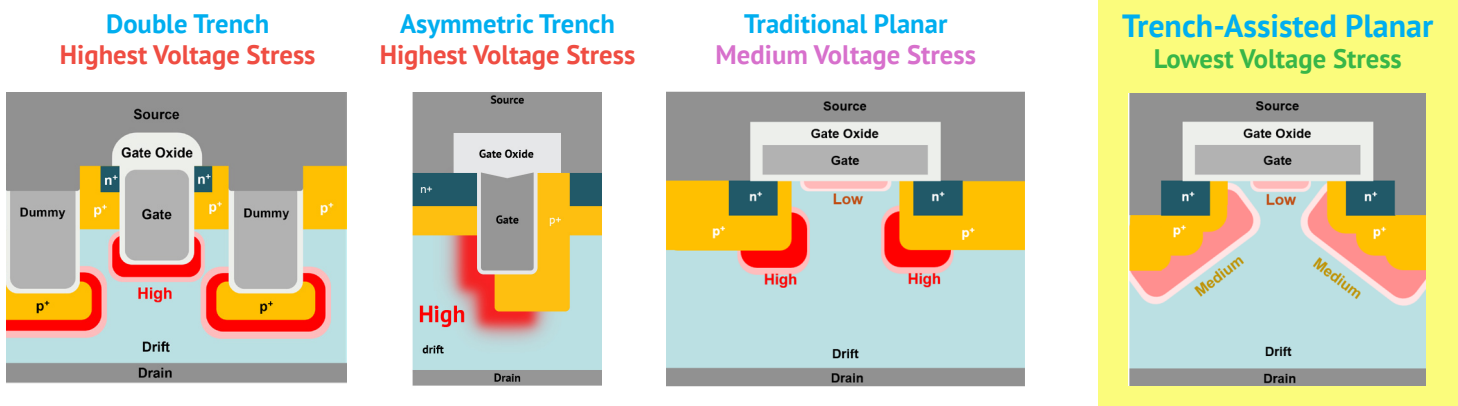 Double Trench
Highest Voltage Stress
Source
Gate Oxide
n⁺
n⁺
p⁺
p⁺
p⁺
Dummy
Gate
Dummy
High
p⁺
p⁺
Drift
Drain
Asymmetric Trench
Highest Voltage Stress
Source
Gate Oxide
n+
Gate
p+
High
drift
Drain
Traditional Planar
Medium Voltage Stress
Source
Gate Oxide
Gate
n⁺
n⁺
Low
p⁺
p⁺
High
High
Drift
Drain
Trench-Assisted Planar
Lowest Voltage Stress
Source
Gate Oxide
Gate
n⁺
n⁺
Low
p⁺
p⁺
Medium
Medium
Drift
Drain